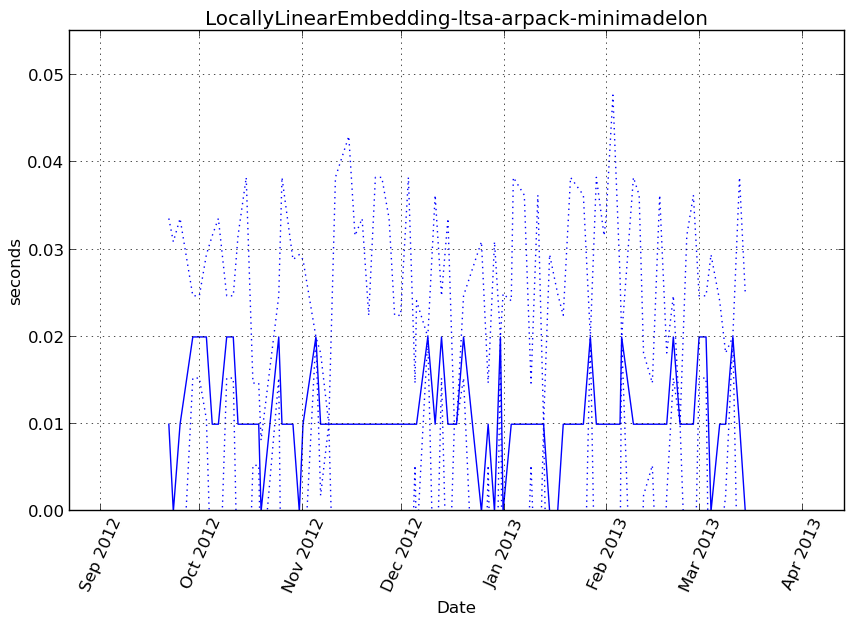 LocallyLinearEmbedding-ltsa-arpack-minimadelon
0.05
0.04
0.03
0.02
0.01
0.00
seconds
Sep 2012
Oct 2012
Nov 2012
Dec 2012
Jan 2013
Feb 2013
Mar 2013
Apr 2013
Date